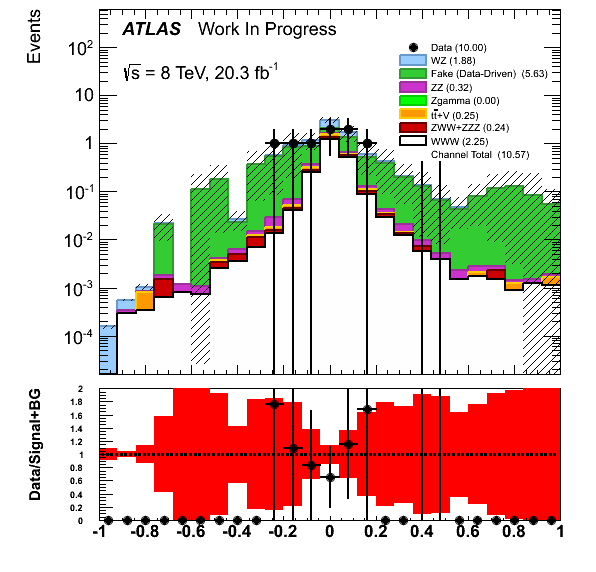 Events
ATLAS Work In Progress
√s = 8 TeV, 20.3 fb⁻¹
10²
10
1
10⁻¹
10⁻²
10⁻³
10⁻⁴
Data (10.00)
WZ (1.88)
Fake (Data-Driven) (5.63)
ZZ (0.32)
Zgamma (0.00)
tt̄+V (0.25)
ZWW+ZZZ (0.24)
WWW (2.25)
Channel Total (10.57)
Data/Signal+BG
2
1.8
1.6
1.4
1.2
1
0.8
0.6
0.4
0.2
0
-1 -0.8 -0.6 -0.4 -0.2 0 0.2 0.4 0.6 0.8 1